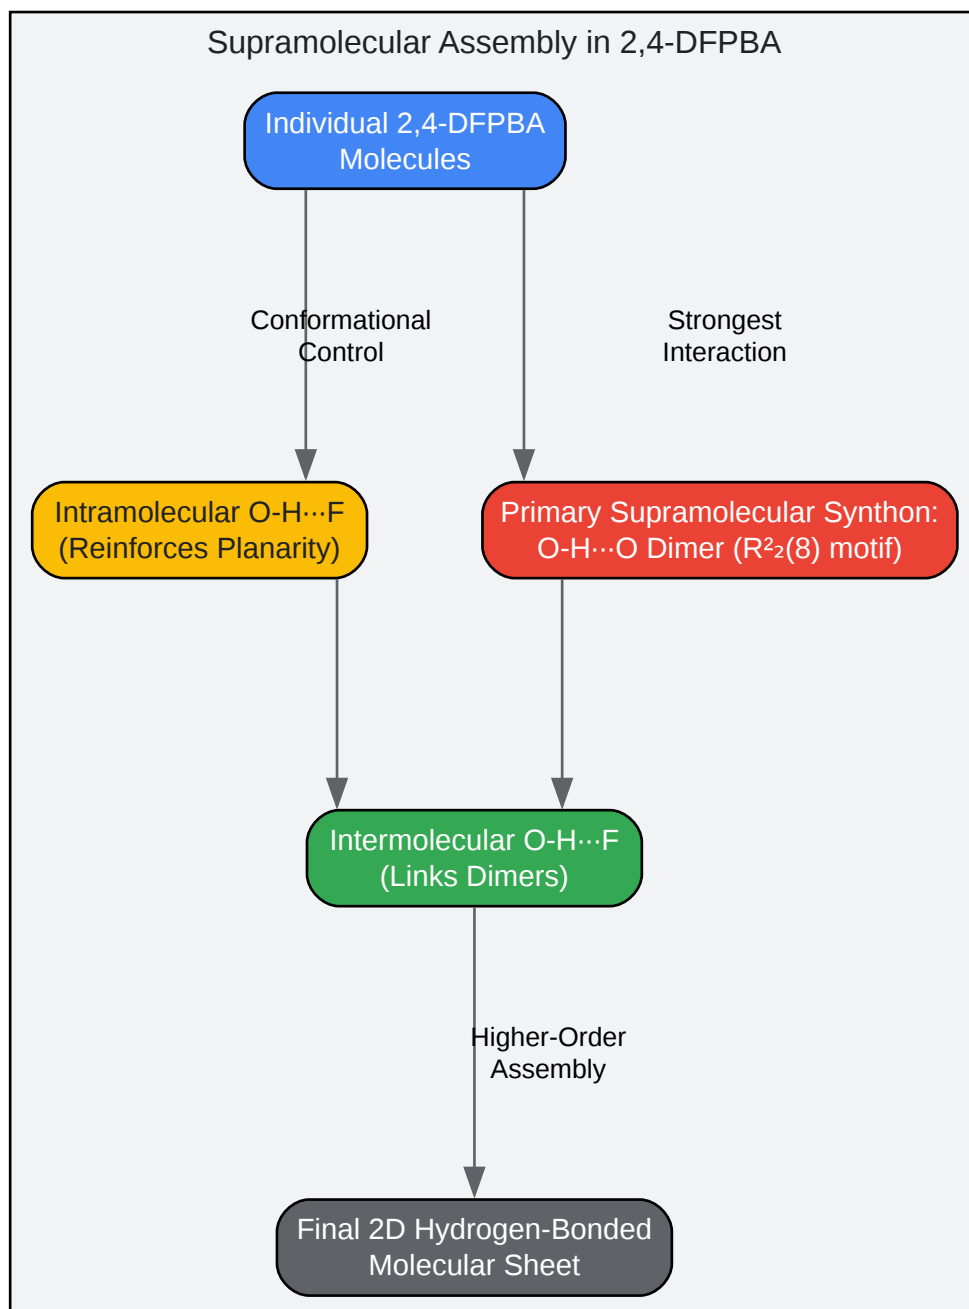 Supramolecular Assembly in 2,4-DFPBA
Individual 2,4-DFPBA
Molecules
Conformational
Control
Strongest
Interaction
Intramolecular O-H···F
(Reinforces Planarity)
Primary Supramolecular Synthon:
O-H···O Dimer (R²₂(8) motif)
Intermolecular O-H···F
(Links Dimers)
Higher-Order
Assembly
Final 2D Hydrogen-Bonded
Molecular Sheet